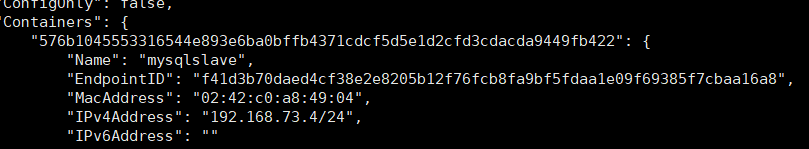 "ConfigOnly": false,
"Containers": {
"576b1045553316544e893e6ba0bffb4371cdcf5d5e1d2cfd3cdacda9449fb422": {
"Name": "mysqlslave",
"EndpointID": "f41d3b70daed4cf38e2e8205b12f76fcb8fa9bf5fdaa1e09f69385f7cbaa16a8",
"MacAddress": "02:42:c0:a8:49:04",
"IPv4Address": "192.168.73.4/24",
"IPv6Address": ""